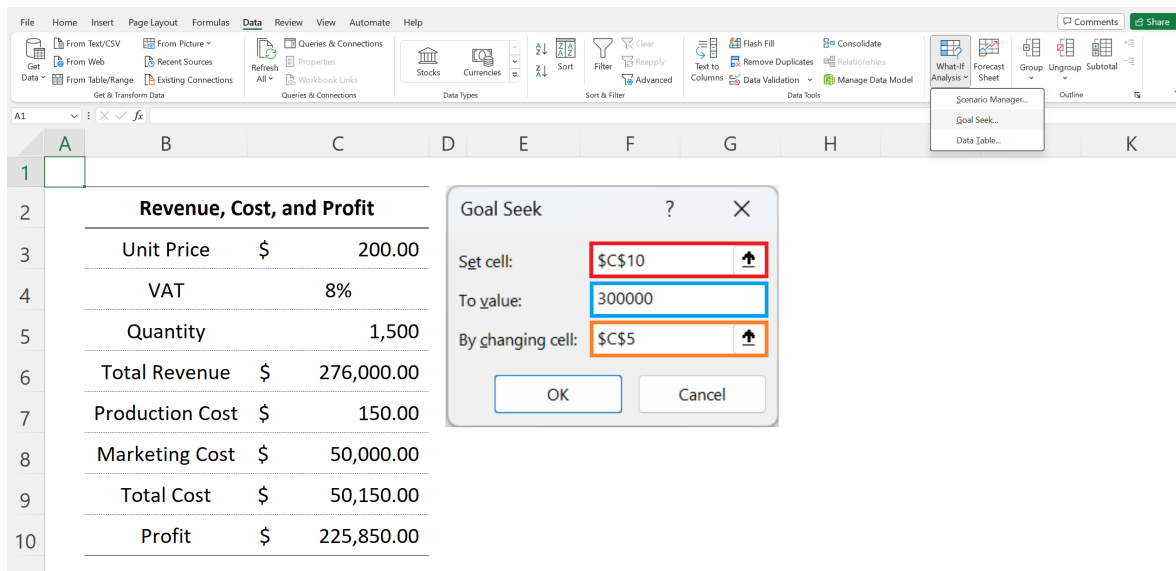 File Home Insert Page Layout Formulas Data Review View Automate Help Comments Share
Get Data
From Text/CSV
From Web
From Table/Range
From Picture
Recent Sources
Existing Connections
Get & Transform Data
Refresh All
Queries & Connections
Properties
Workbook Links
Queries & Connections
Stocks Currencies
Data Types
Sort
Filter
Clear
Reapply
Advanced
Sort & Filter
Text to Columns
Flash Fill
Remove Duplicates
Data Validation
Consolidate
Relationships
Manage Data Model
Data Tools
What-If Analysis
Forecast Sheet
Scenario Manager...
Goal Seek...
Data Table...
Group Ungroup Subtotal
Outline
A1 fx
A B C D E F G H K
1
2 Revenue, Cost, and Profit
3 Unit Price $ 200.00
4 VAT 8%
5 Quantity 1,500
6 Total Revenue $ 276,000.00
7 Production Cost $ 150.00
8 Marketing Cost $ 50,000.00
9 Total Cost $ 50,150.00
10 Profit $ 225,850.00
Goal Seek ?
Set cell: $C$10
To value: 300000
By changing cell: $C$5
OK Cancel